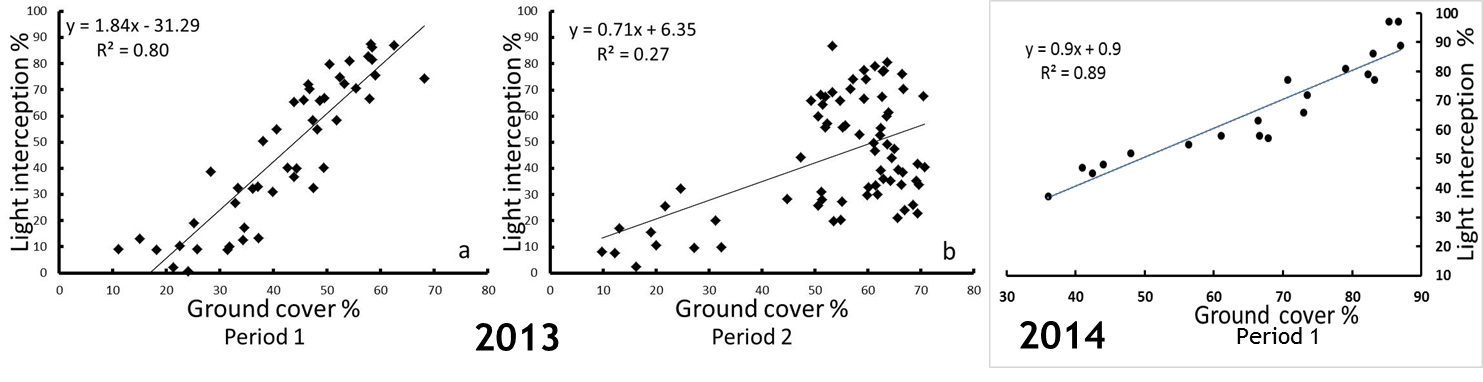 y = 1.84x - 31.29
R² = 0.80
Light interception %
100
90
80
70
60
50
40
30
20
10
0
a
0 10 20 30 40 50 60 70 80
Ground cover %
Period 1
y = 0.71x + 6.35
R² = 0.27
Light interception %
100
90
80
70
60
50
40
30
20
10
0
b
0 10 20 30 40 50 60 70 80
Ground cover %
Period 2
2013
y = 0.9x + 0.9
R² = 0.89
Light interception %
100
90
80
70
60
50
40
30
20
10
30 40 50 60 70 80 90
Ground cover %
Period 1
2014